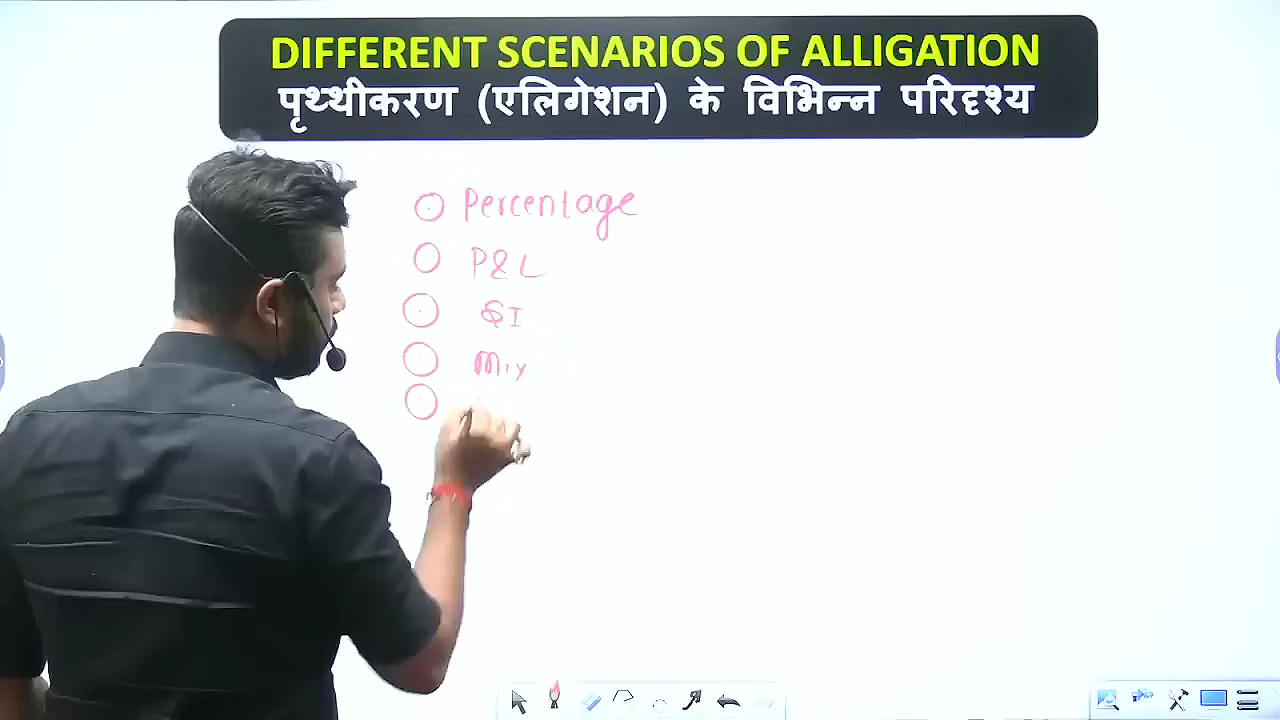 DIFFERENT SCENARIOS OF ALLIGATION
पृथ्थीकरण (एलिगेशन) के विभिन्न परिदृश्य
Percentage
P&L
SI
Mix